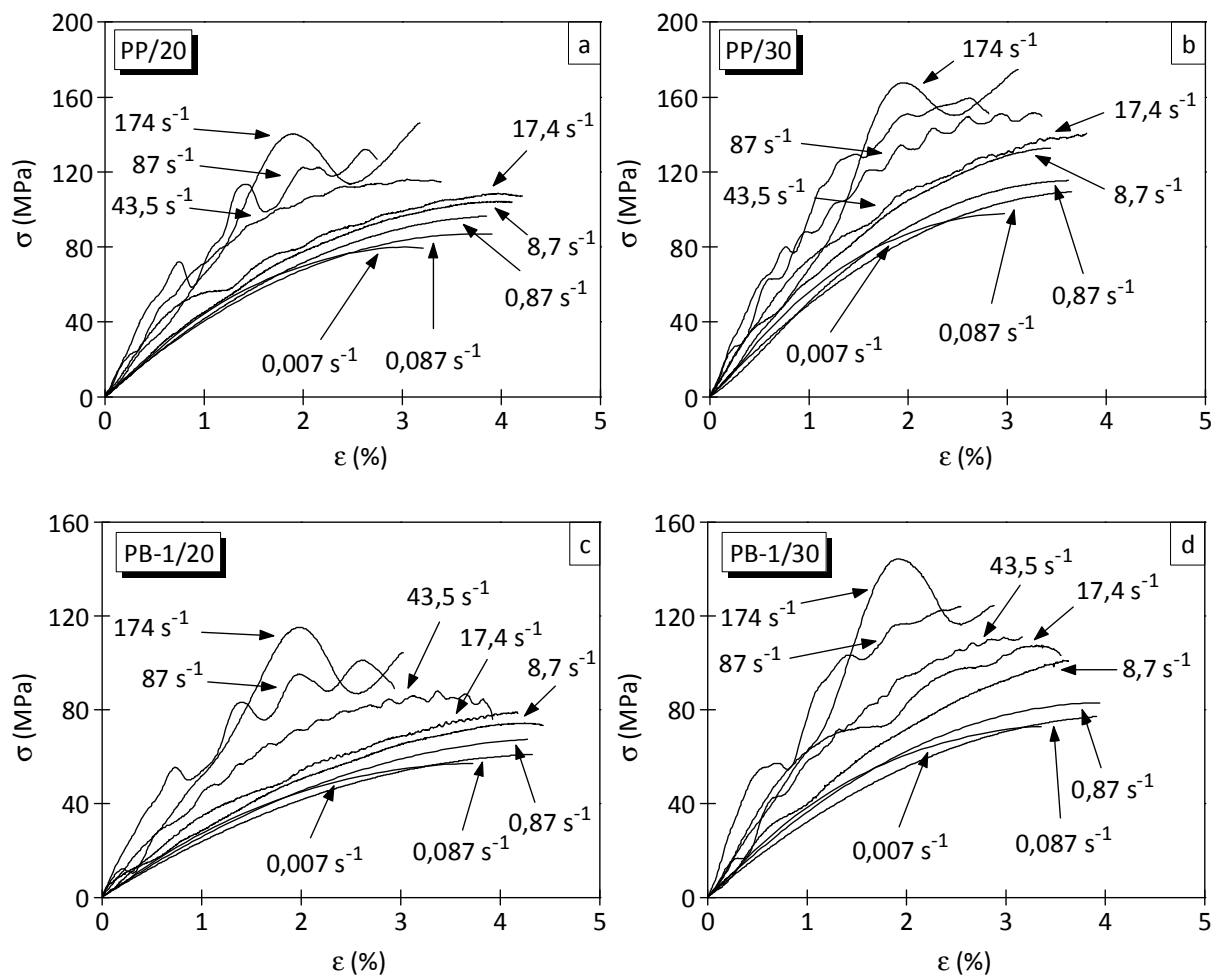 200
PP/20
a
160
174 s-1
17,4 s-1
120
87 s-1
σ (MPa)
80
43,5 s-1
8,7 s-1
40
0,87 s-1
0,007 s-1
0,087 s-1
0
0 1 2 3 4 5
ε (%)
200
PP/30
b
174 s-1
160
17,4 s-1
87 s-1
120
σ (MPa)
43,5 s-1
8,7 s-1
80
0,87 s-1
40
0,007 s-1
0,087 s-1
0
0 1 2 3 4 5
ε (%)
160
PB-1/20
c
43,5 s-1
120
174 s-1
17,4 s-1
87 s-1
8,7 s-1
σ (MPa)
80
40
0,87 s-1
0,007 s-1
0,087 s-1
0
0 1 2 3 4 5
ε (%)
160
PB-1/30
d
43,5 s-1
17,4 s-1
120
174 s-1
87 s-1
8,7 s-1
σ (MPa)
80
0,87 s-1
40
0,007 s-1
0,087 s-1
0
0 1 2 3 4 5
ε (%)